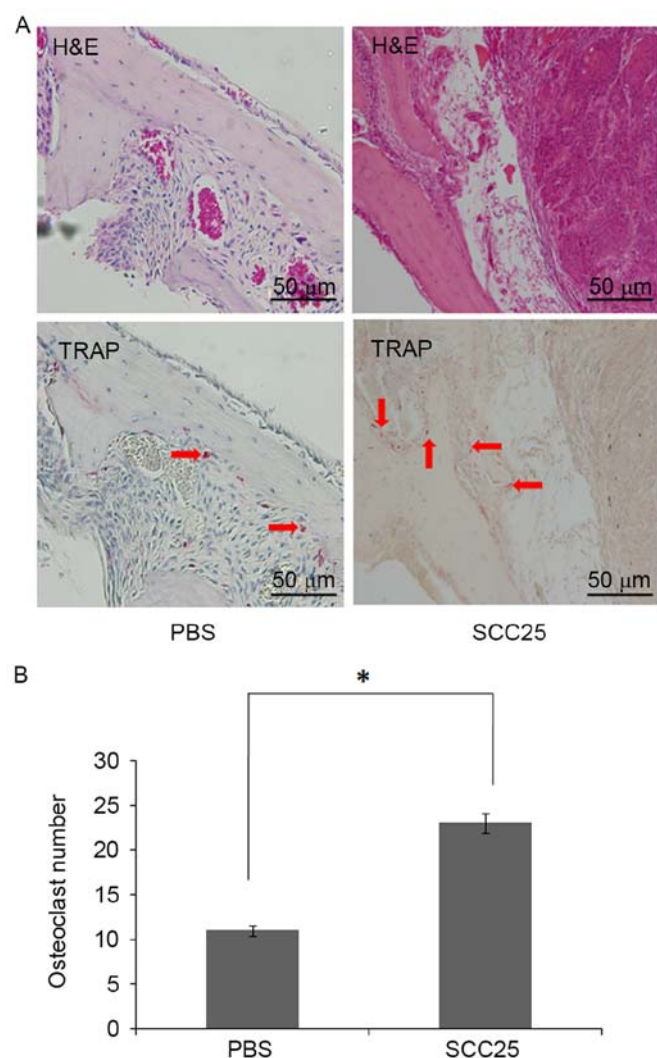 A
H&E
H&E
50 μm
50 μm
TRAP
TRAP
50 μm
50 μm
PBS
SCC25
B
*
30
25
20
15
10
5
0
Osteoclast number
PBS
SCC25